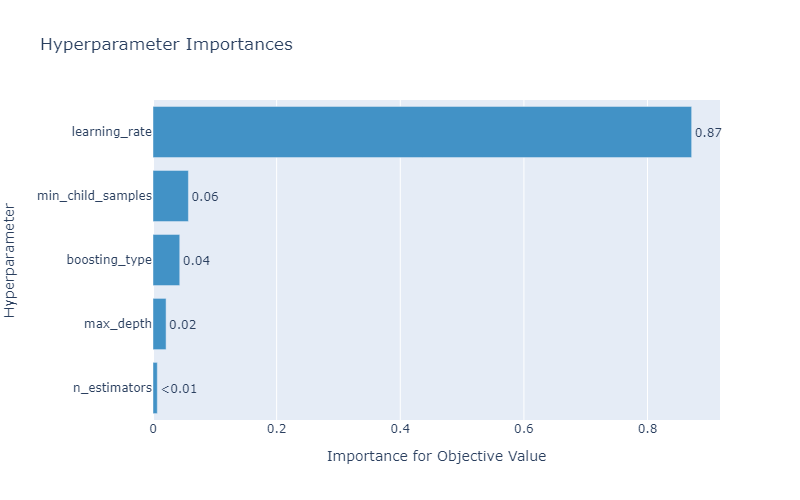 Hyperparameter Importances
Hyperparameter
learning_rate
0.87
min_child_samples
0.06
boosting_type
0.04
max_depth
0.02
n_estimators
<0.01
0
0.2
0.4
0.6
0.8
Importance for Objective Value